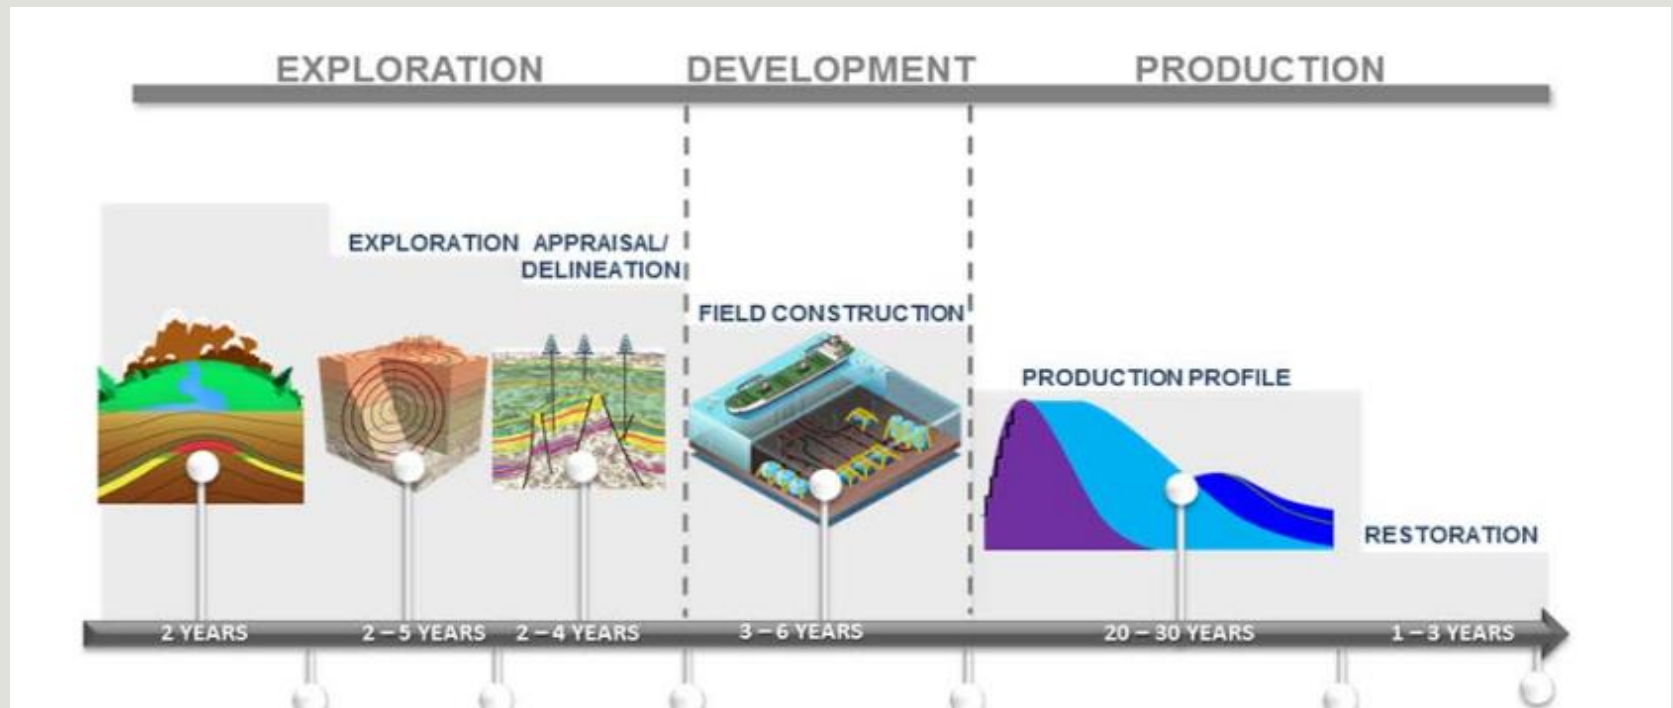 EXPLORATION DEVELOPMENT PRODUCTION
EXPLORATION APPRAISAL/
DELINEATION
FIELD CONSTRUCTION
PRODUCTION PROFILE
RESTORATION
2 YEARS 2 – 5 YEARS 2 – 4 YEARS 3 – 6 YEARS 20 – 30 YEARS 1 – 3 YEARS